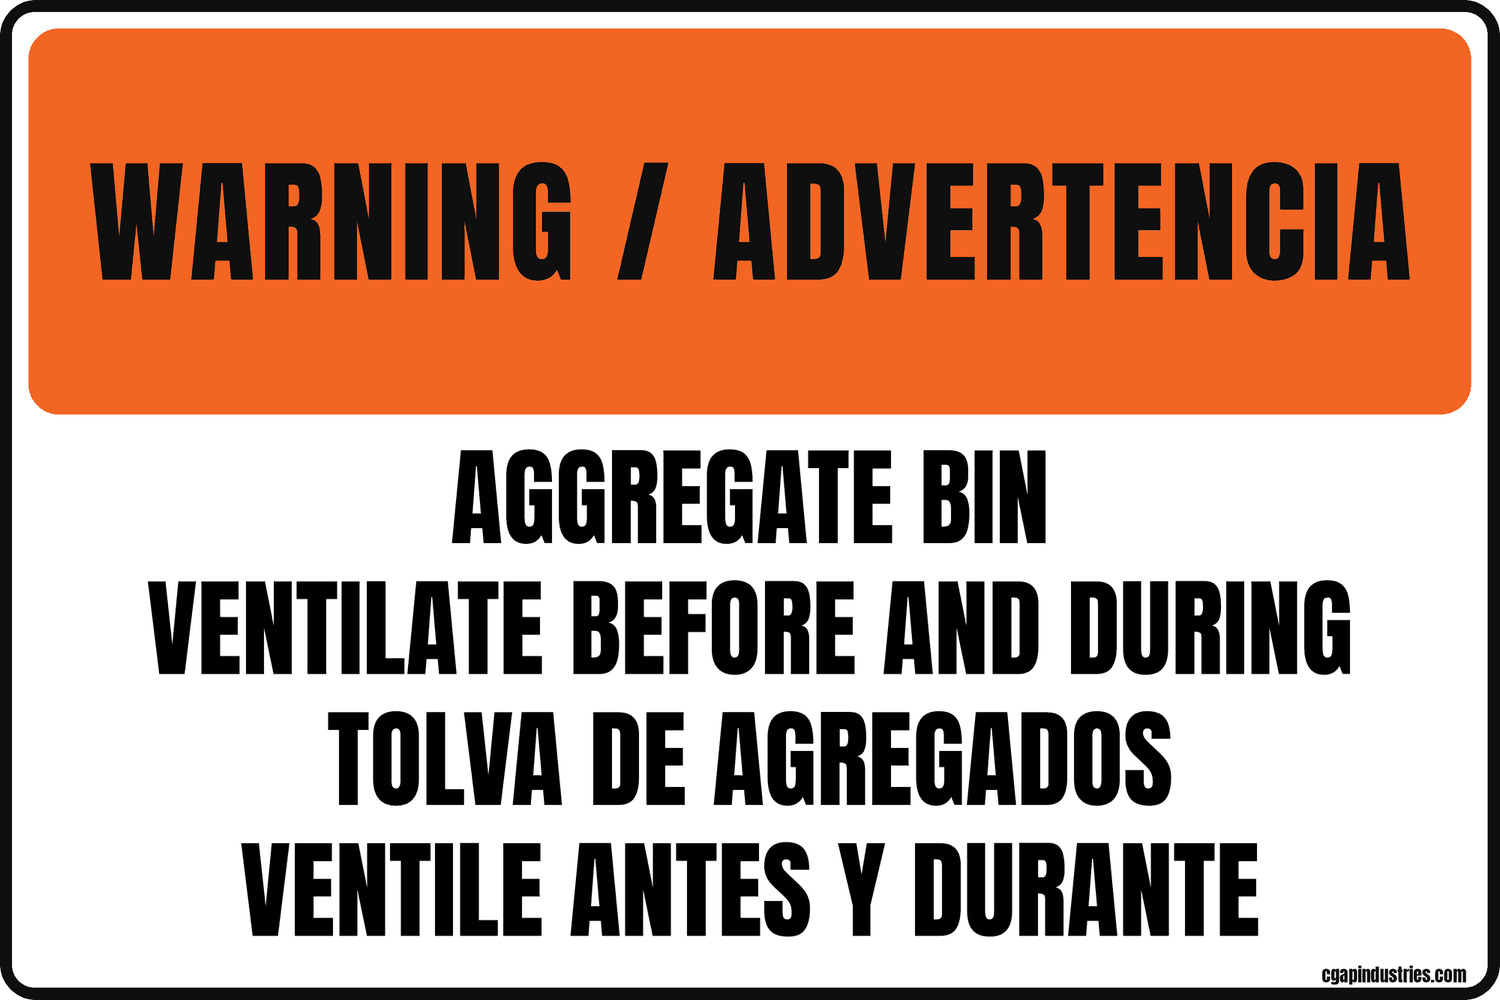 WARNING / ADVERTENCIA
AGGREGATE BIN
VENTILATE BEFORE AND DURING
TOLVA DE AGREGADOS
VENTILE ANTES Y DURANTE
cgapindustries.com